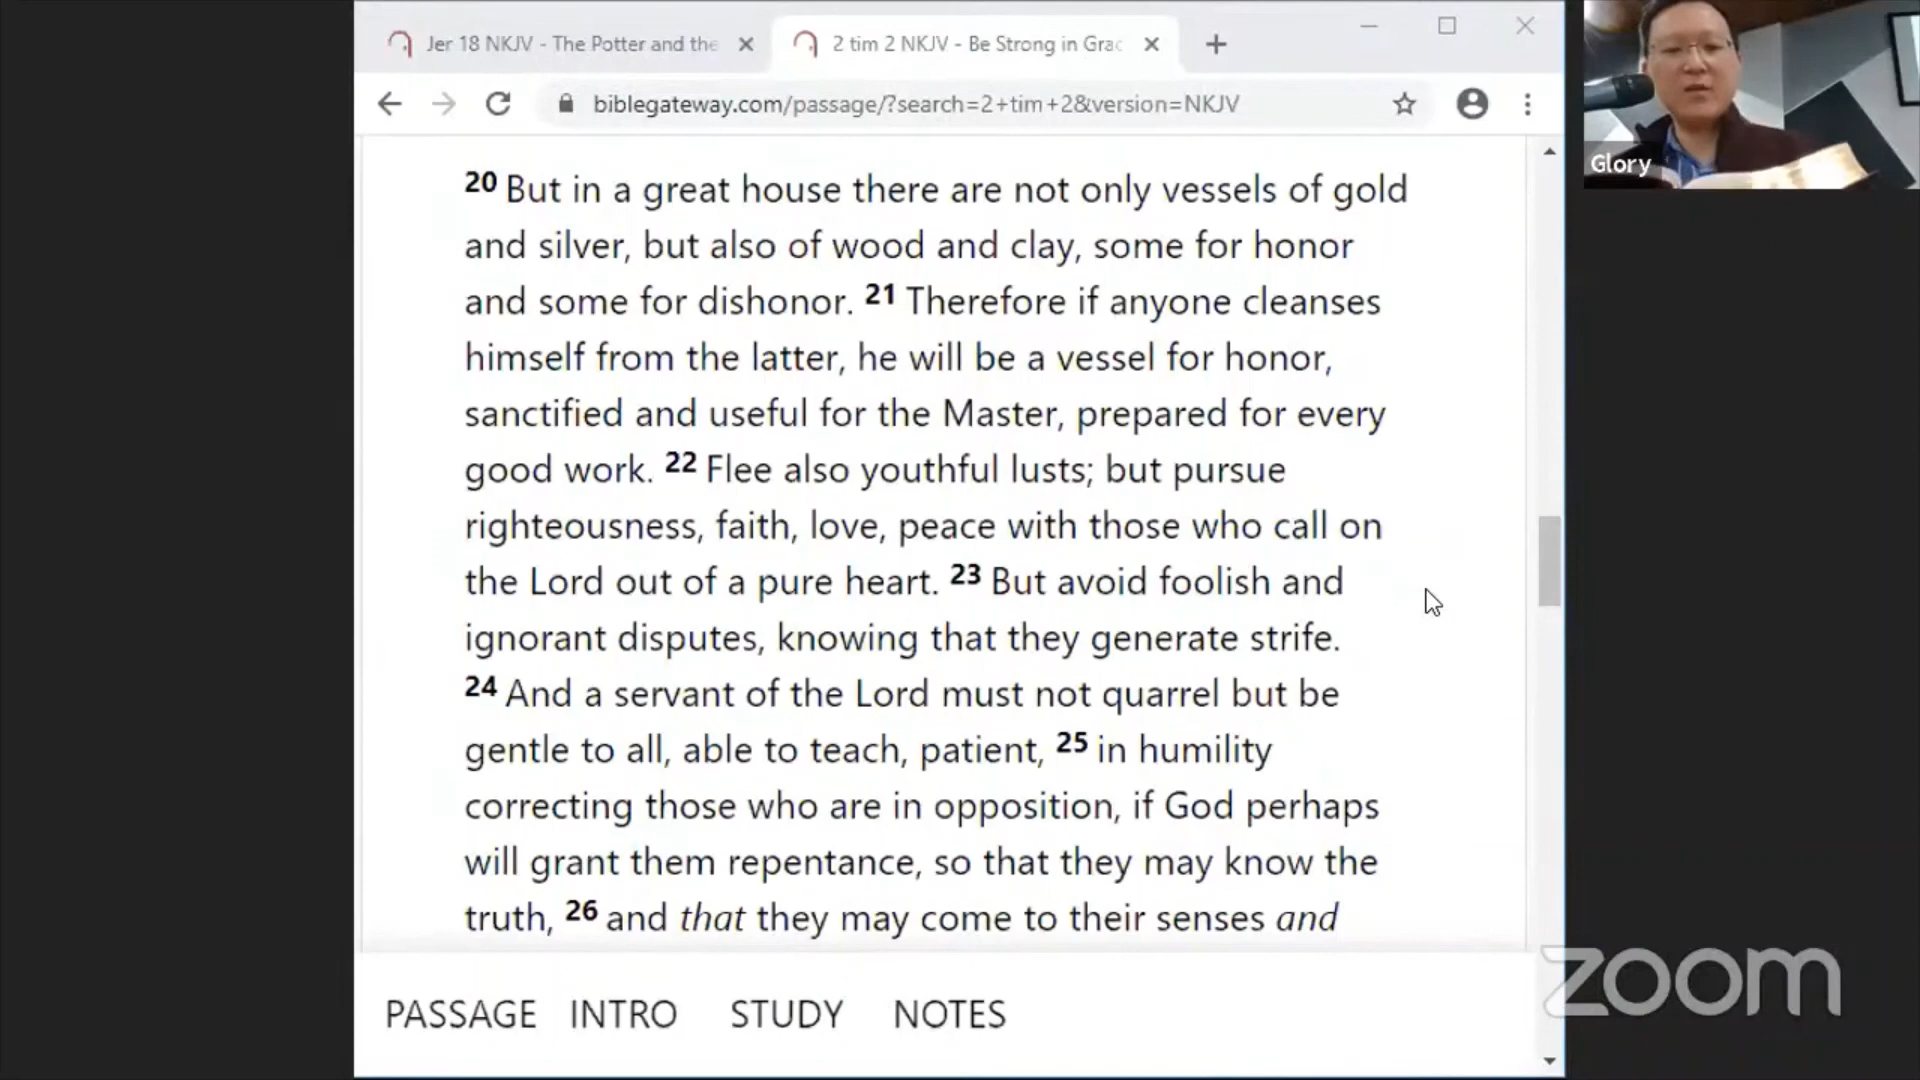 Jer 18 NKJV - The Potter and the
2 tim 2 NKJV - Be Strong in Grac
biblegateway.com/passage/?search=2+tim+2&version=NKJV
Glory
20 But in a great house there are not only vessels of gold
and silver, but also of wood and clay, some for honor
and some for dishonor. 21 Therefore if anyone cleanses
himself from the latter, he will be a vessel for honor,
sanctified and useful for the Master, prepared for every
good work. 22 Flee also youthful lusts; but pursue
righteousness, faith, love, peace with those who call on
the Lord out of a pure heart. 23 But avoid foolish and
ignorant disputes, knowing that they generate strife.
24 And a servant of the Lord must not quarrel but be
gentle to all, able to teach, patient, 25 in humility
correcting those who are in opposition, if God perhaps
will grant them repentance, so that they may know the
truth, 26 and that they may come to their senses and
PASSAGE INTRO STUDY NOTES
zoom